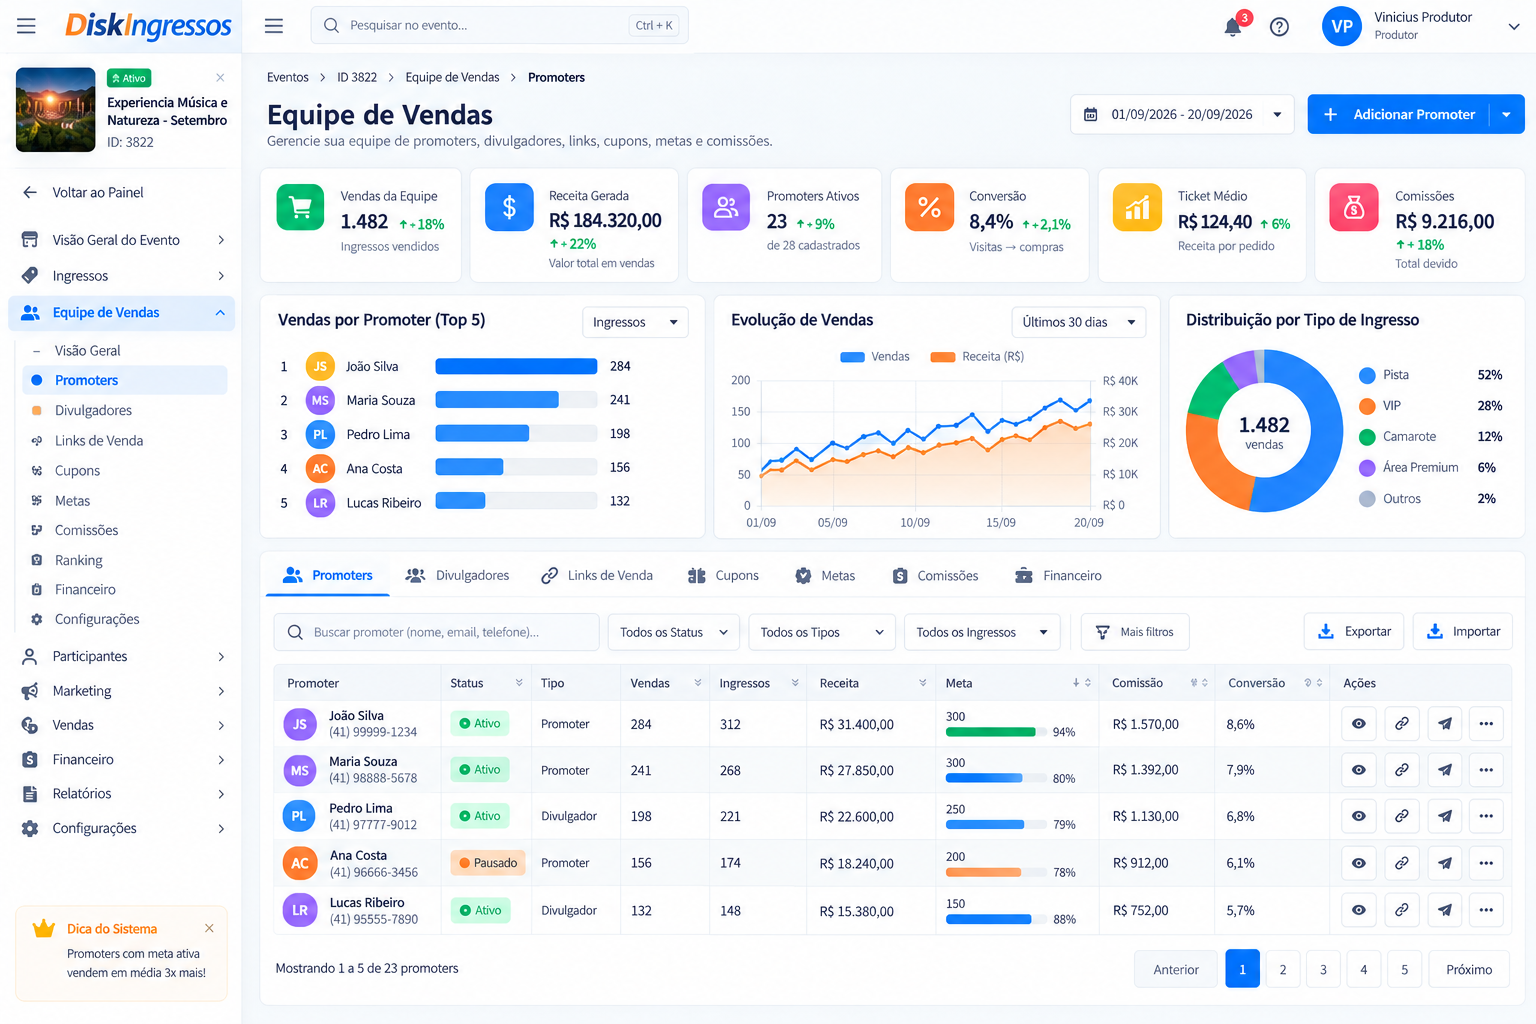 DiskIngressos
Pesquisar no evento...
Ctrl + K
3
VP
Vinicius Produtor
Produtor
Ativo
Experiencia Música e
Natureza - Setembro
ID: 3822
Voltar ao Painel
Visão Geral do Evento
Ingressos
Equipe de Vendas
Visão Geral
Promoters
Divulgadores
Links de Venda
Cupons
Metas
Comissões
Ranking
Financeiro
Configurações
Participantes
Marketing
Vendas
Financeiro
Relatórios
Configurações
Dica do Sistema
Promoters com meta ativa
vendem em média 3x mais!
Eventos > ID 3822 > Equipe de Vendas > Promoters
Equipe de Vendas
Gerencie sua equipe de promoters, divulgadores, links, cupons, metas e comissões.
01/09/2026 - 20/09/2026
+ Adicionar Promoter
Vendas da Equipe
1.482 +18%
Ingressos vendidos
$
Receita Gerada
R$ 184.320,00
+22%
Valor total em vendas
Promoters Ativos
23 +9%
de 28 cadastrados
%
Conversão
8,4% +2,1%
Visitas → compras
Ticket Médio
R$ 124,40 6%
Receita por pedido
$
Comissões
R$ 9.216,00
+18%
Total devido
Vendas por Promoter (Top 5)
Ingressos
1 JS João Silva 284
2 MS Maria Souza 241
3 PL Pedro Lima 198
4 AC Ana Costa 156
5 LR Lucas Ribeiro 132
Evolução de Vendas
Últimos 30 dias
Vendas Receita (R$)
200 R$ 40K
150 R$ 30K
100 R$ 20K
50 R$ 10K
0 R$ 0
01/09 05/09 10/09 15/09 20/09
Distribuição por Tipo de Ingresso
1.482
vendas
Pista 52%
VIP 28%
Camarote 12%
Área Premium 6%
Outros 2%
Promoters Divulgadores Links de Venda Cupons Metas Comissões Financeiro
Buscar promoter (nome, email, telefone)...
Todos os Status
Todos os Tipos
Todos os Ingressos
Mais filtros
Exportar
Importar
Promoter Status Tipo Vendas Ingressos Receita Meta Comissão Conversão Ações
JS João Silva (41) 99999-1234 Ativo Promoter 284 312 R$ 31.400,00 300 94% R$ 1.570,00 8,6%
MS Maria Souza (41) 98888-5678 Ativo Promoter 241 268 R$ 27.850,00 300 80% R$ 1.392,00 7,9%
PL Pedro Lima (41) 97777-9012 Ativo Divulgador 198 221 R$ 22.600,00 250 79% R$ 1.130,00 6,8%
AC Ana Costa (41) 96666-3456 Pausado Promoter 156 174 R$ 18.240,00 200 78% R$ 912,00 6,1%
LR Lucas Ribeiro (41) 95555-7890 Ativo Divulgador 132 148 R$ 15.380,00 150 88% R$ 752,00 5,7%
Mostrando 1 a 5 de 23 promoters
Anterior 1 2 3 4 5 Próximo